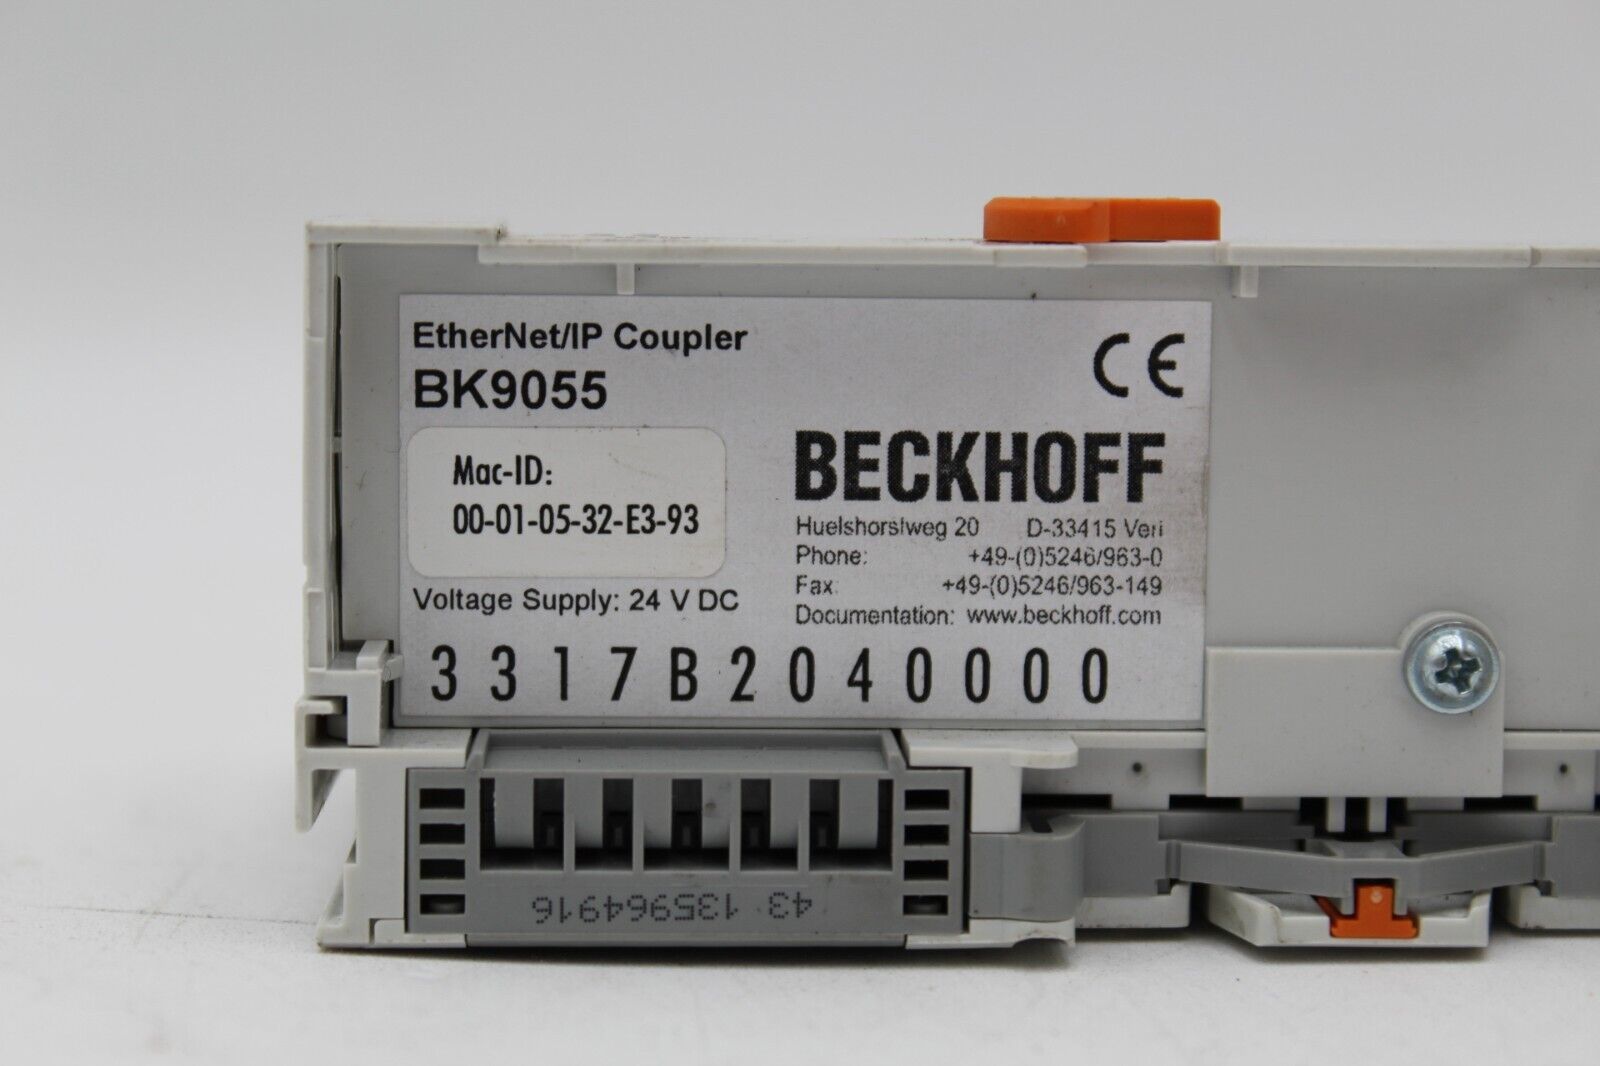 EtherNet/IP Coupler
BK9055
CE
Mac-ID:
00-01-05-32-E3-93
BECKHOFF
Huelshorstweg 20 D-33415 Verl
Phone: +49-(0)5246/963-0
Fax: +49-(0)5246/963-149
Documentation: www.beckhoff.com
Voltage Supply: 24 V DC
3317B2040000
43 135964916